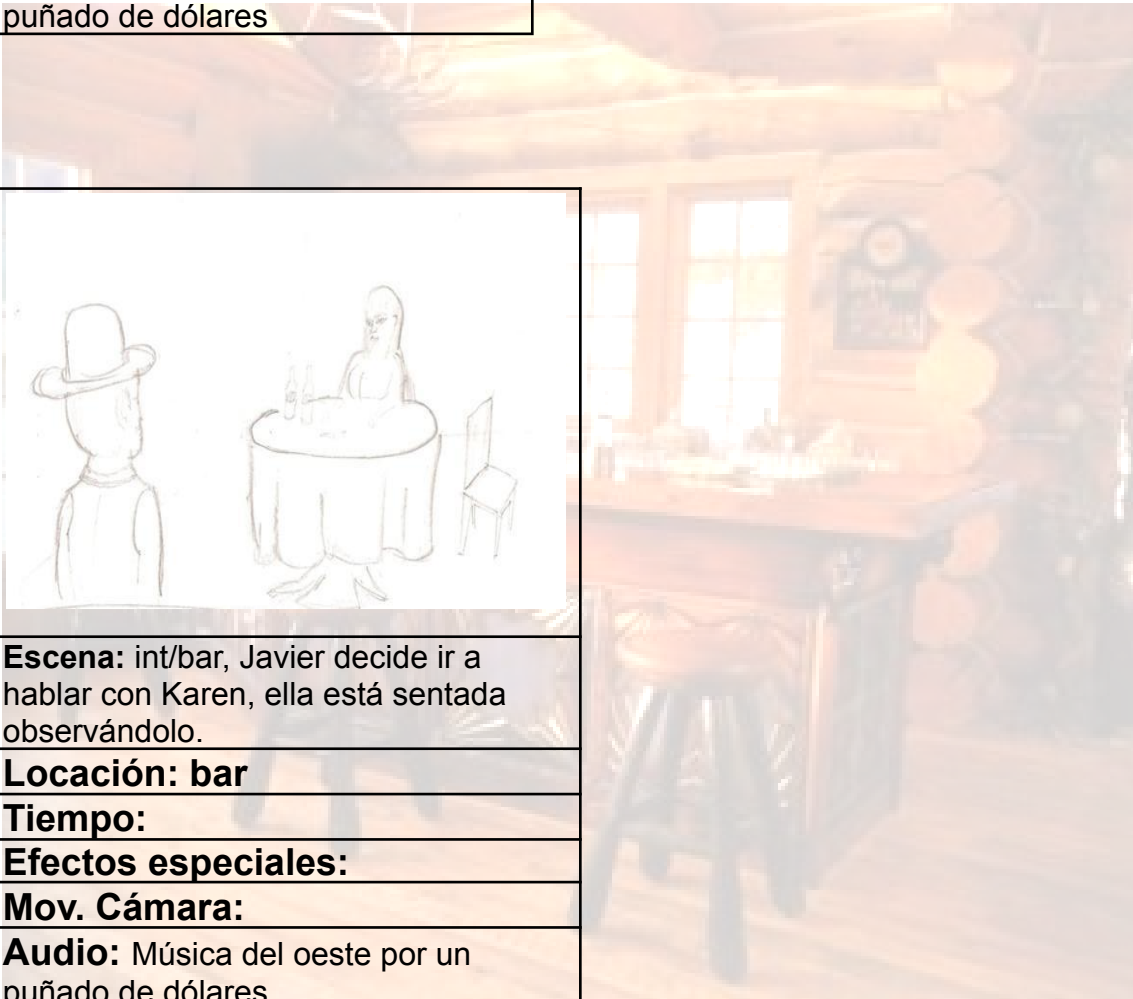 puñado de dólares
Escena: int/bar, Javier decide ir a
hablar con Karen, ella está sentada
observándolo.
Locación: bar
Tiempo:
Efectos especiales:
Mov. Cámara:
Audio: Música del oeste por un
puñado de dólares